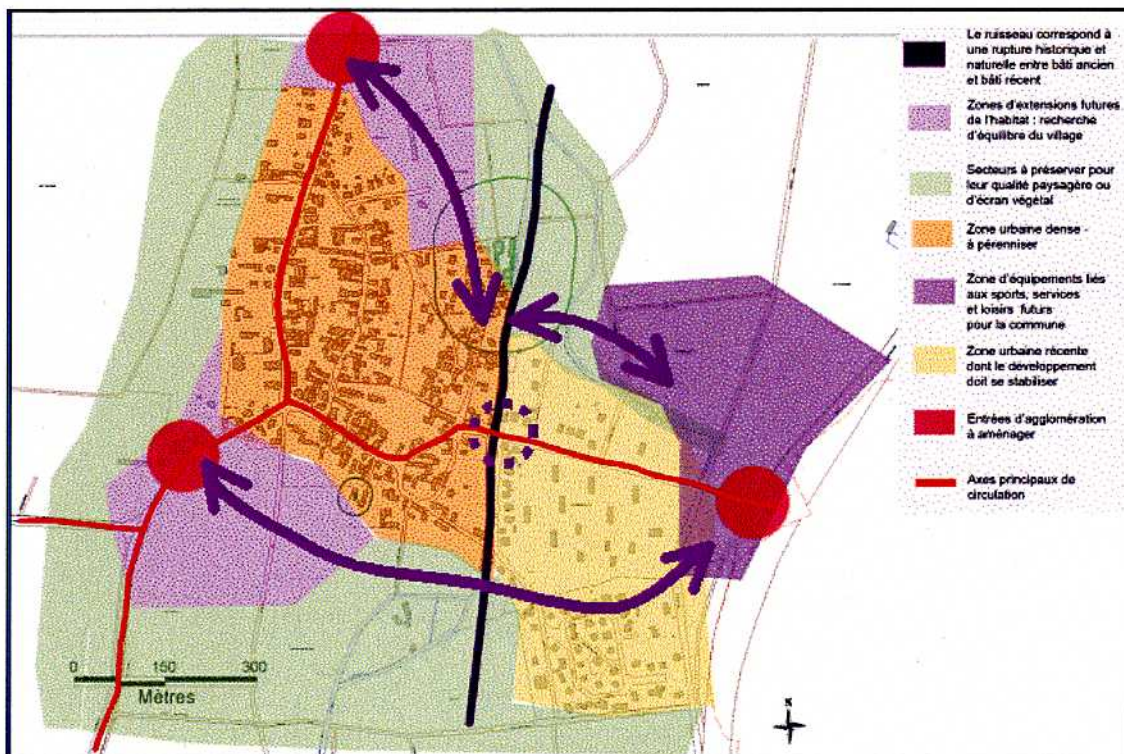 Le ruisseau correspond à
une rupture historique et
naturelle entre bâti ancien
et bâti récent
Zones d'extensions futures
de l'habitat : recherche
d'équilibre du village
Secteurs à préserver pour
leur qualité paysagère ou
d'écran végétal
Zone urbaine dense -
à pérenniser
Zone d'équipements liés
aux sports, services
et loisirs futurs
pour la commune
Zone urbaine récente
dont le développement
doit se stabiliser
Entrées d'agglomération
à aménager
Axes principaux de
circulation
0 150 300
Mètres